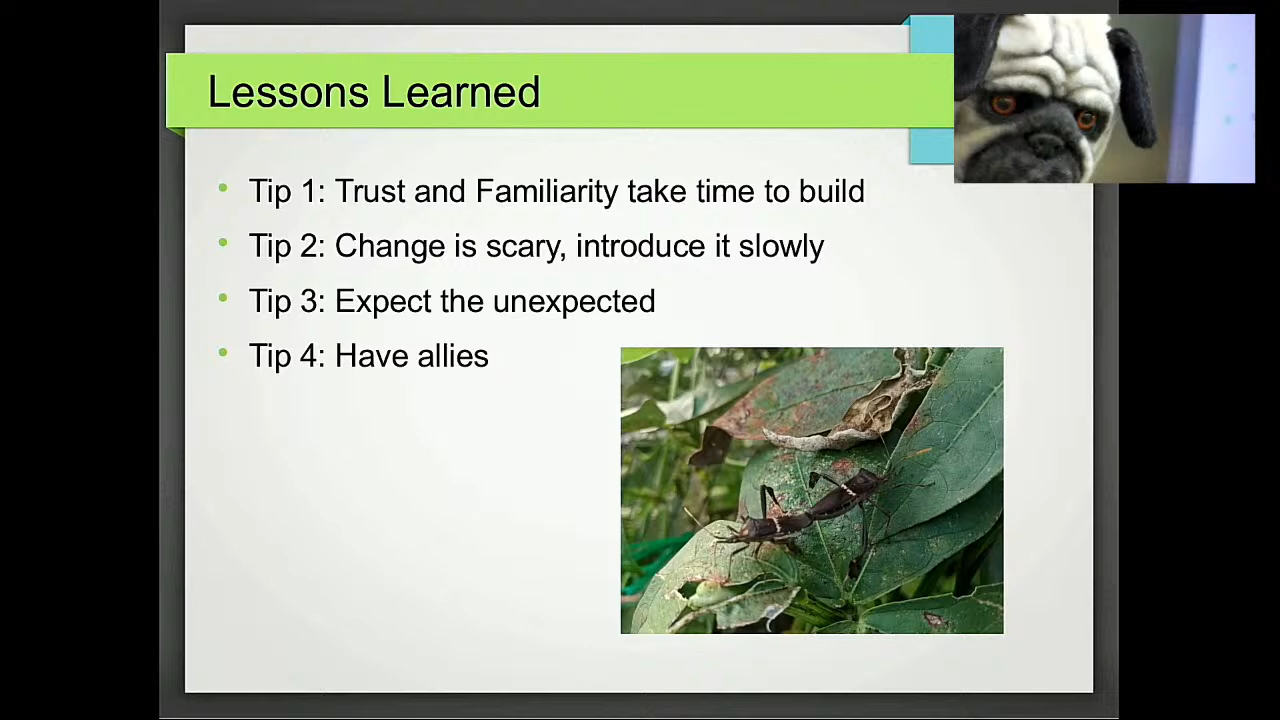 Lessons Learned
Tip 1: Trust and Familiarity take time to build
Tip 2: Change is scary, introduce it slowly
Tip 3: Expect the unexpected
Tip 4: Have allies